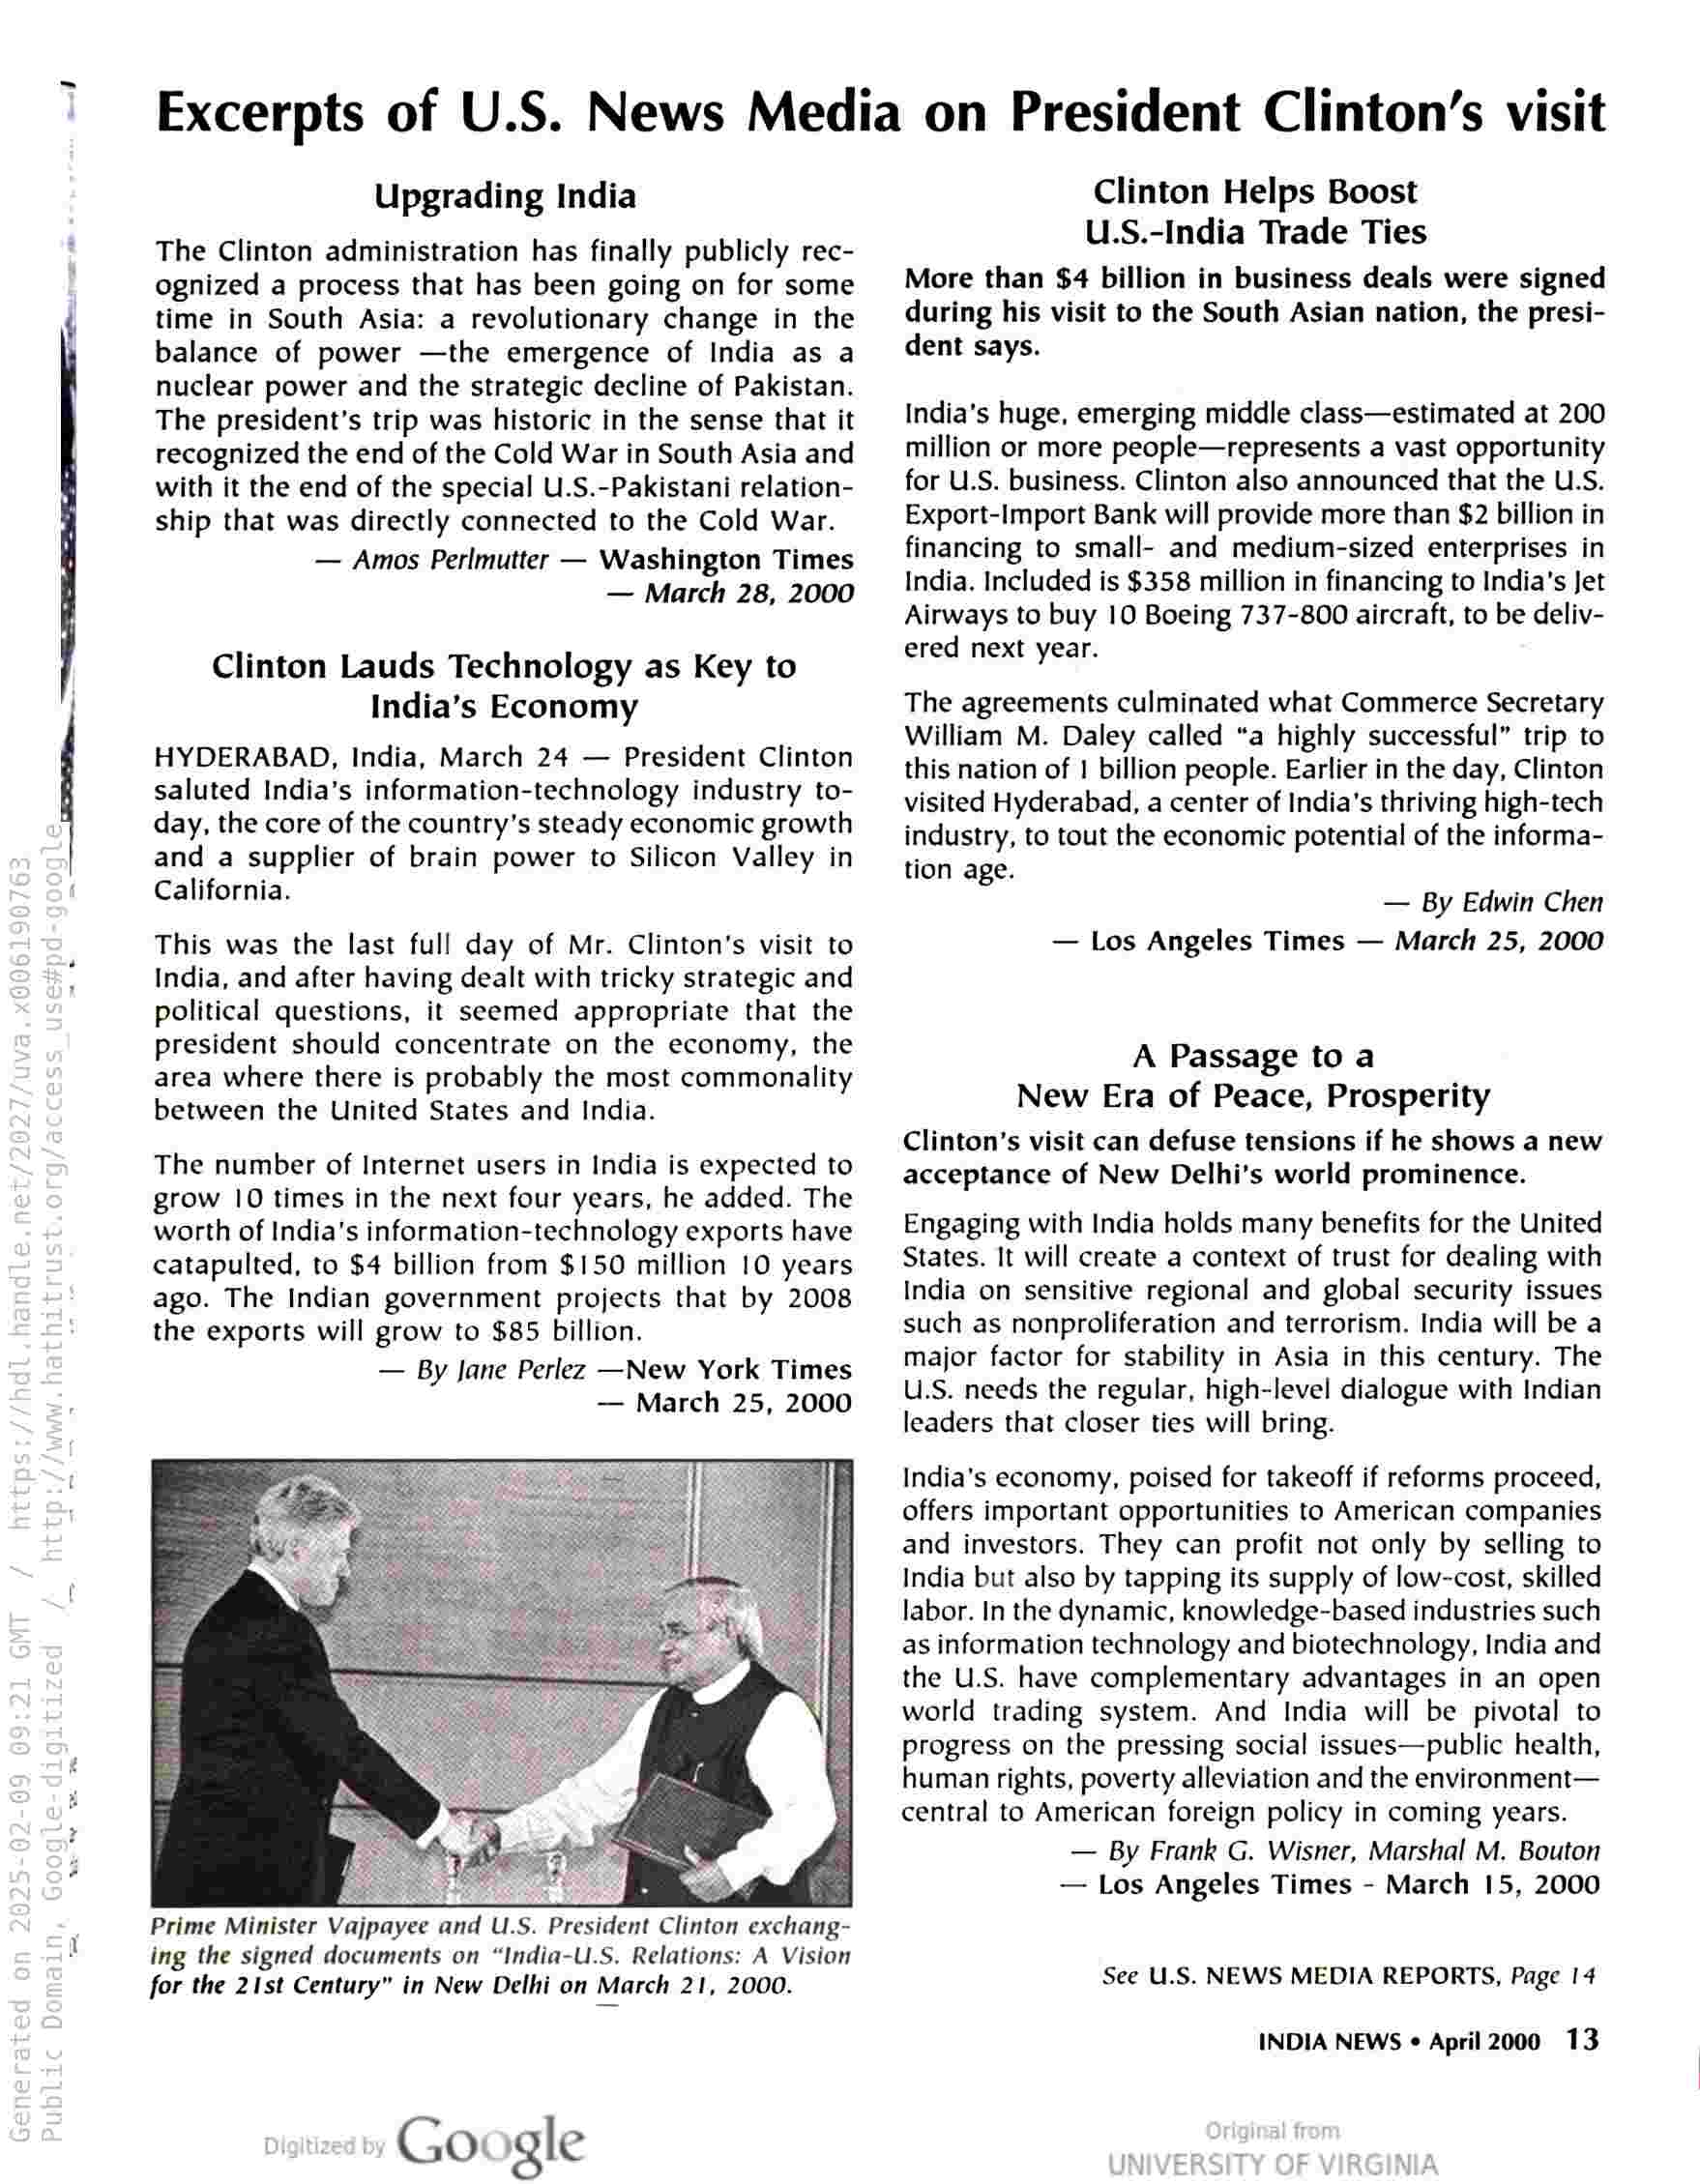 Excerpts of U.S. News Media on President Clinton's visit
Upgrading India
The Clinton administration has finally publicly rec-
ognized a process that has been going on for some
time in South Asia: a revolutionary change in the
balance of power —the emergence of India as a
nuclear power and the strategic decline of Pakistan.
The president's trip was historic in the sense that it
recognized the end of the Cold War in South Asia and
with it the end of the special U.S.-Pakistani relation-
ship that was directly connected to the Cold War.
— Amos Perlmutter — Washington Times
— March 28, 2000
Clinton Lauds Technology as Key to
India's Economy
HYDERABAD, India, March 24 — President Clinton
saluted India's information-technology industry to-
day, the core of the country's steady economic growth
and a supplier of brain power to Silicon Valley in
California.
This was the last full day of Mr. Clinton's visit to
India, and after having dealt with tricky strategic and
political questions, it seemed appropriate that the
president should concentrate on the economy, the
area where there is probably the most commonality
between the United States and India.
The number of Internet users in India is expected to
grow 10 times in the next four years, he added. The
worth of India's information-technology exports have
catapulted, to $4 billion from $150 million 10 years
ago. The Indian government projects that by 2008
the exports will grow to $85 billion.
— By Jane Perlez —New York Times
— March 25, 2000
Prime Minister Vajpayee and U.S. President Clinton exchang-
ing the signed documents on "India-U.S. Relations: A Vision
for the 21st Century" in New Delhi on March 21, 2000.
Clinton Helps Boost
U.S.-India Trade Ties
More than $4 billion in business deals were signed
during his visit to the South Asian nation, the presi-
dent says.
India's huge, emerging middle class—estimated at 200
million or more people—represents a vast opportunity
for U.S. business. Clinton also announced that the U.S.
Export-Import Bank will provide more than $2 billion in
financing to small- and medium-sized enterprises in
India. Included is $358 million in financing to India's Jet
Airways to buy 10 Boeing 737-800 aircraft, to be deliv-
ered next year.
The agreements culminated what Commerce Secretary
William M. Daley called "a highly successful" trip to
this nation of 1 billion people. Earlier in the day, Clinton
visited Hyderabad, a center of India's thriving high-tech
industry, to tout the economic potential of the informa-
tion age.
— By Edwin Chen
— Los Angeles Times — March 25, 2000
A Passage to a
New Era of Peace, Prosperity
Clinton's visit can defuse tensions if he shows a new
acceptance of New Delhi's world prominence.
Engaging with India holds many benefits for the United
States. It will create a context of trust for dealing with
India on sensitive regional and global security issues
such as nonproliferation and terrorism. India will be a
major factor for stability in Asia in this century. The
U.S. needs the regular, high-level dialogue with Indian
leaders that closer ties will bring.
India's economy, poised for takeoff if reforms proceed,
offers important opportunities to American companies
and investors. They can profit not only by selling to
India but also by tapping its supply of low-cost, skilled
labor. In the dynamic, knowledge-based industries such
as information technology and biotechnology, India and
the U.S. have complementary advantages in an open
world trading system. And India will be pivotal to
progress on the pressing social issues—public health,
human rights, poverty alleviation and the environment—
central to American foreign policy in coming years.
— By Frank G. Wisner, Marshal M. Bouton
— Los Angeles Times - March 15, 2000
See U.S. NEWS MEDIA REPORTS, Page 14
INDIA NEWS • April 2000 13
Generated on 2025-02-09 09:21 GMT / https://hdl.handle.net/2027/uva.x006190763
Public Domain, Google-digitized / http://www.hathitrust.org/access_use#pd-google
Digitized by Google
Original from
UNIVERSITY OF VIRGINIA